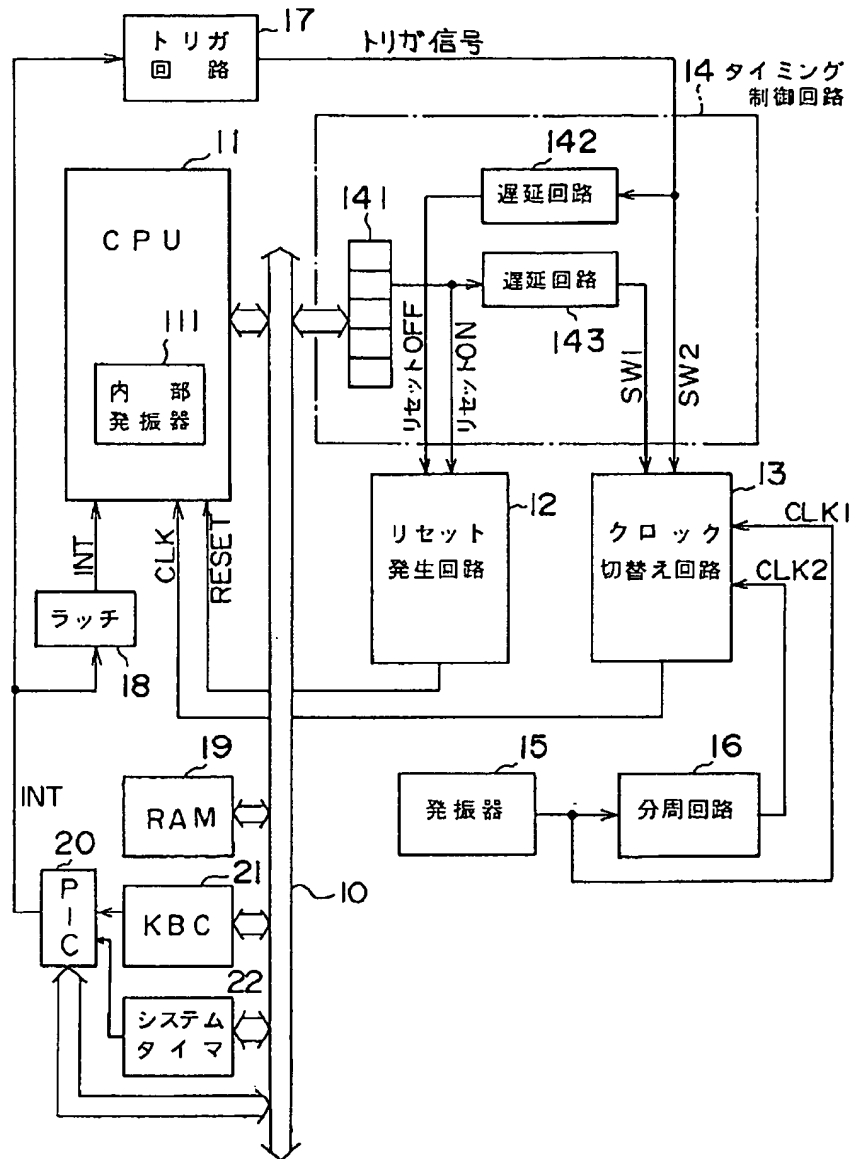 17
トリガ
回路
トリガ信号
14 タイミング
制御回路
11
CPU
111
内部
発振器
141
142
遅延回路
遅延回路
143
リセットOFF
リセットON
SW1
SW2
12
リセット
発生回路
13
クロック
切替え回路
CLK1
CLK2
INT
CLK
RESET
ラッチ
18
INT
19
RAM
15
発振器
16
分周回路
20
PIC
21
KBC
10
22
システム
タイマ